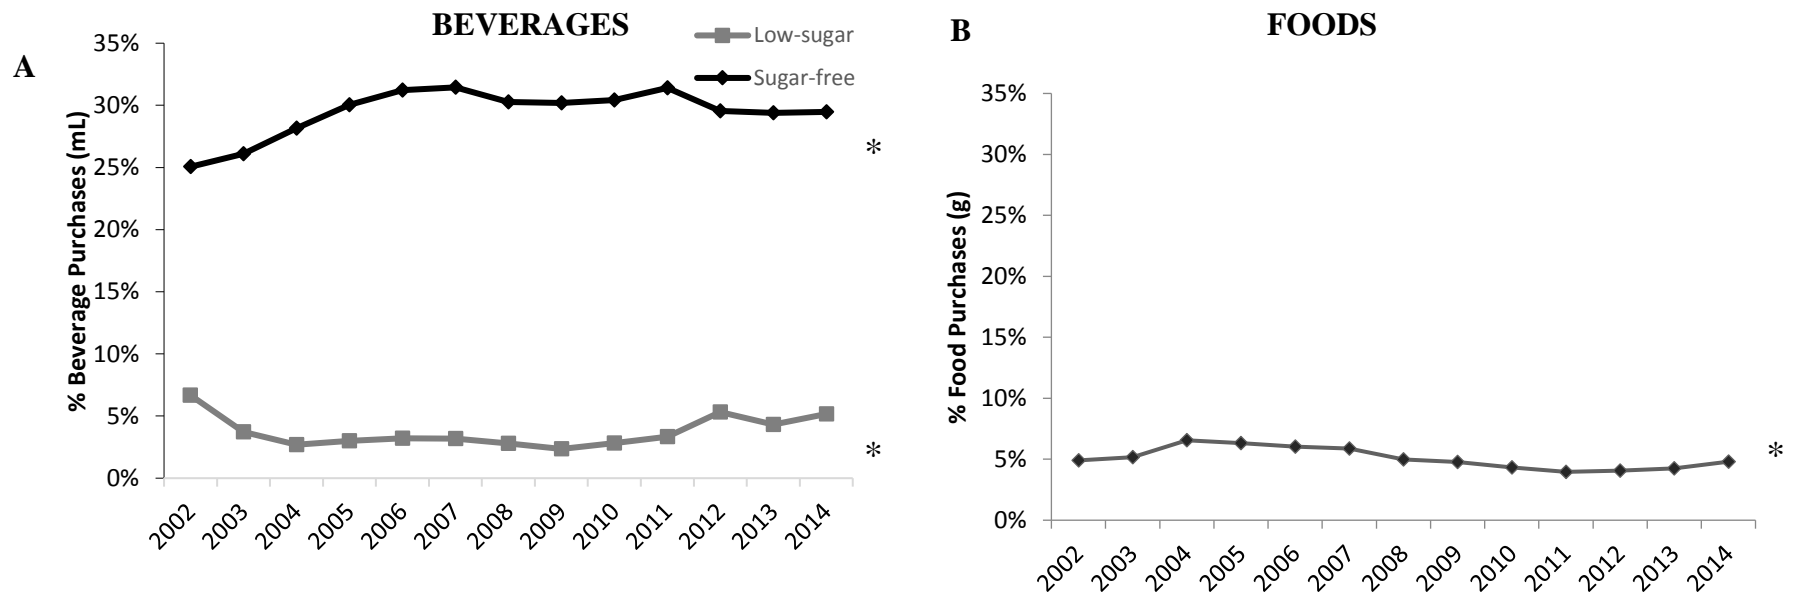 A
BEVERAGES
Low-sugar
Sugar-free
% Beverage Purchases (mL)
35%
30%
25%
20%
15%
10%
5%
0%
*
*
2002 2003 2004 2005 2006 2007 2008 2009 2010 2011 2012 2013 2014
B
FOODS
% Food Purchases (g)
35%
30%
25%
20%
15%
10%
5%
0%
*
2002 2003 2004 2005 2006 2007 2008 2009 2010 2011 2012 2013 2014